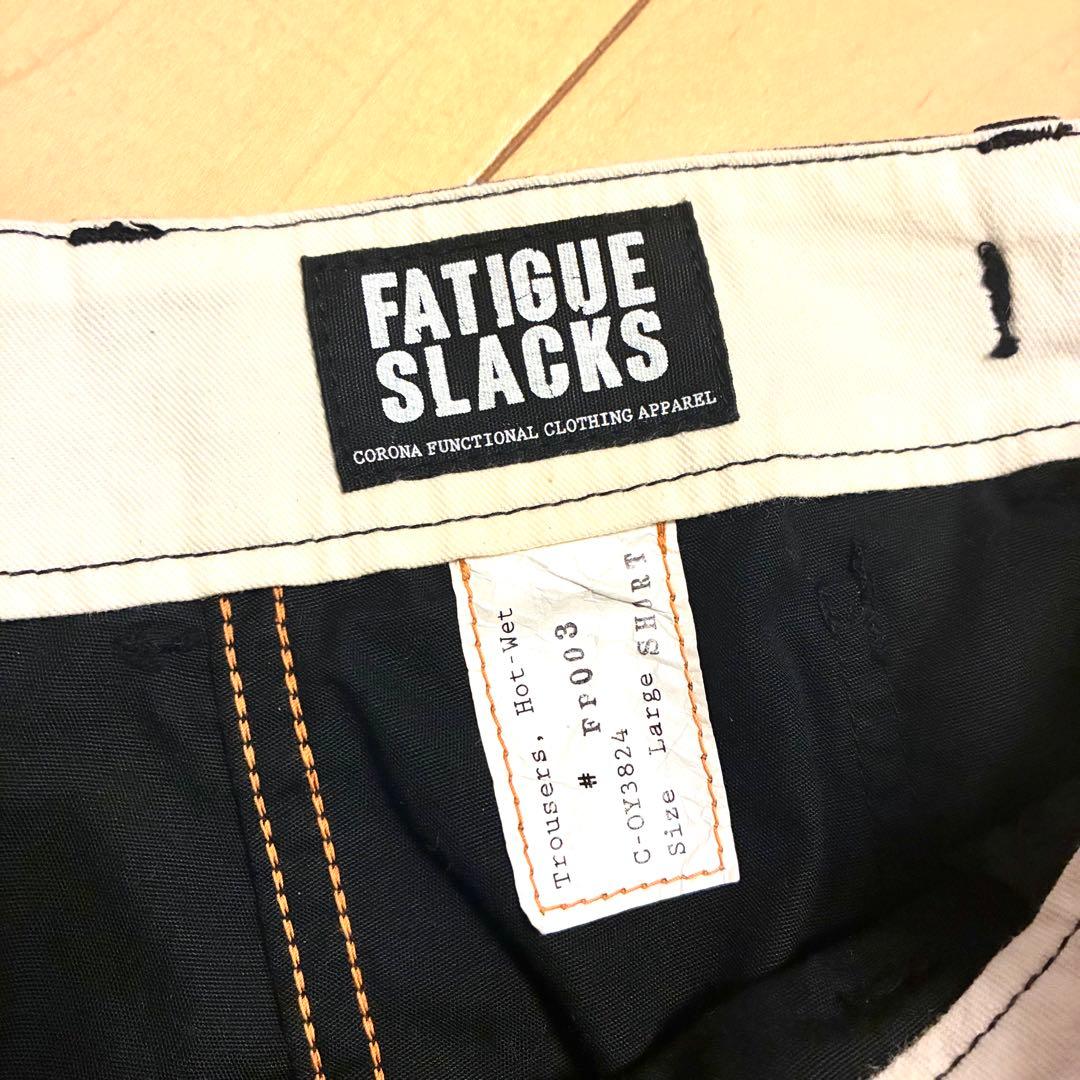 FATIGUE
SLACKS
CORONA FUNCTIONAL CLOTHING APPAREL
Trousers, Hot-Wet
# FP003
C-OY3824
Size Large SHORT